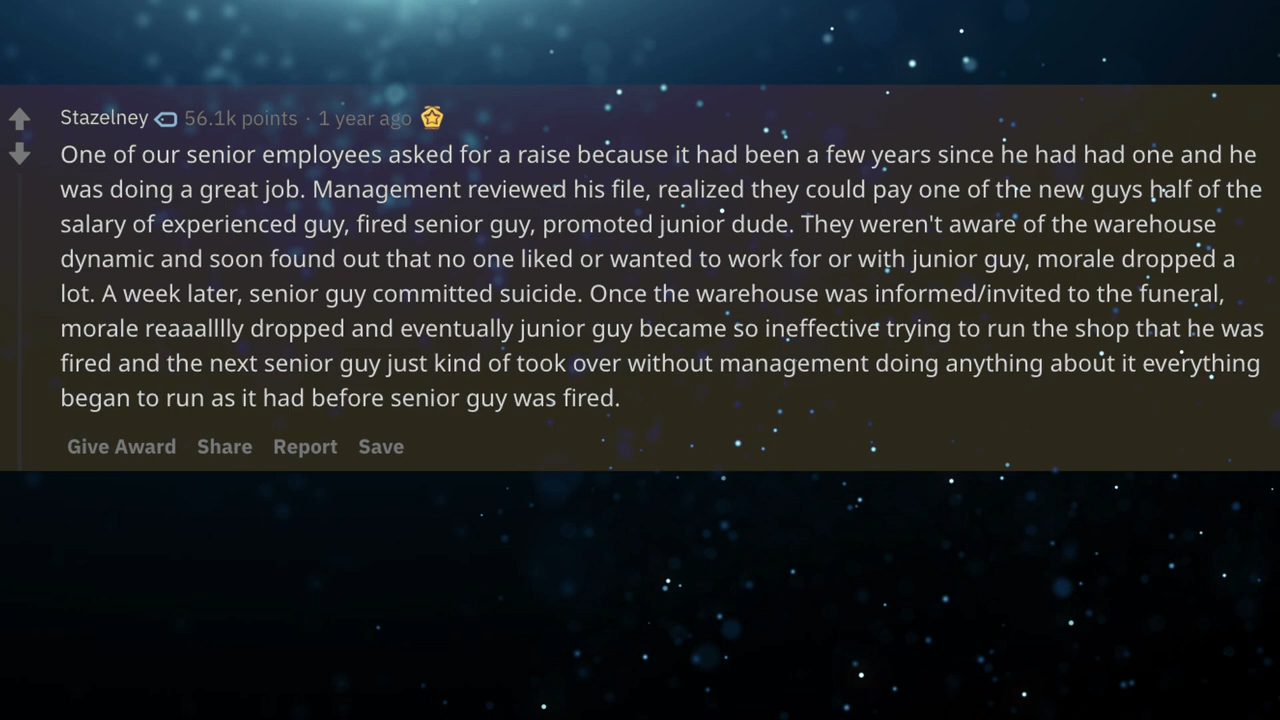 Stazelney 56.1k points · 1 year ago
One of our senior employees asked for a raise because it had been a few years since he had had one and he
was doing a great job. Management reviewed his file, realized they could pay one of the new guys half of the
salary of experienced guy, fired senior guy, promoted junior dude. They weren't aware of the warehouse
dynamic and soon found out that no one liked or wanted to work for or with junior guy, morale dropped a
lot. A week later, senior guy committed suicide. Once the warehouse was informed/invited to the funeral,
morale reaaalllly dropped and eventually junior guy became so ineffective trying to run the shop that he was
fired and the next senior guy just kind of took over without management doing anything about it everything
began to run as it had before senior guy was fired.
Give Award Share Report Save